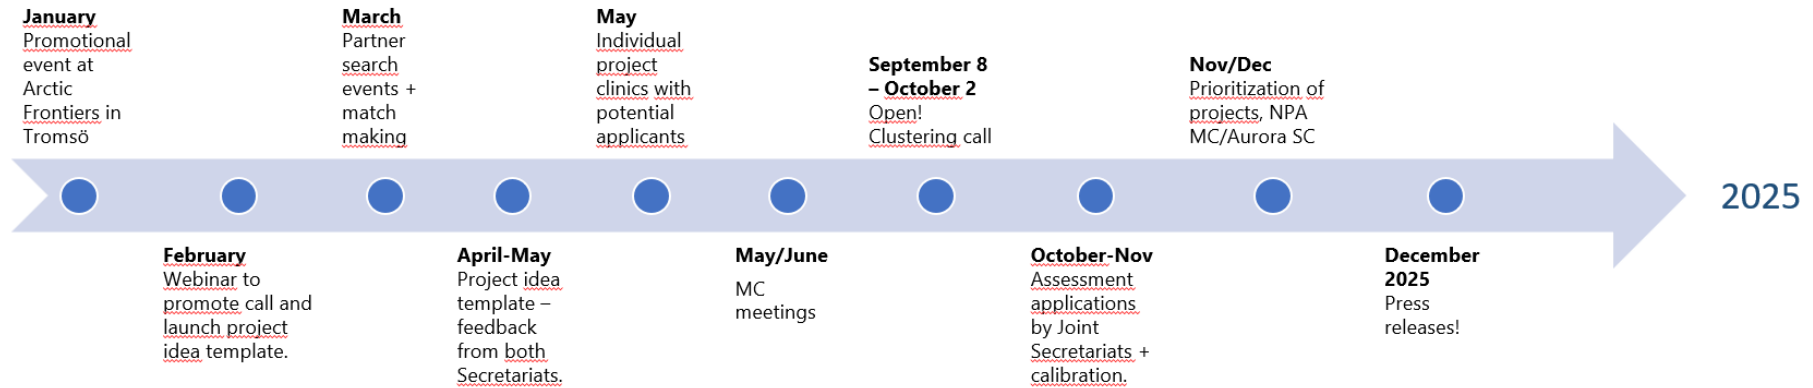 January
Promotional
event at
Arctic
Frontiers in
Tromsö
February
Webinar to
promote call and
launch project
idea template.
March
Partner
search
events +
match
making
April-May
Project idea
template –
feedback
from both
Secretariats.
May
Individual
project
clinics with
potential
applicants
May/June
MC
meetings
September 8
– October 2
Open!
Clustering call
October-Nov
Assessment
applications
by Joint
Secretariats +
calibration.
Nov/Dec
Prioritization of
projects, NPA
MC/Aurora SC
December
2025
Press
releases!
2025